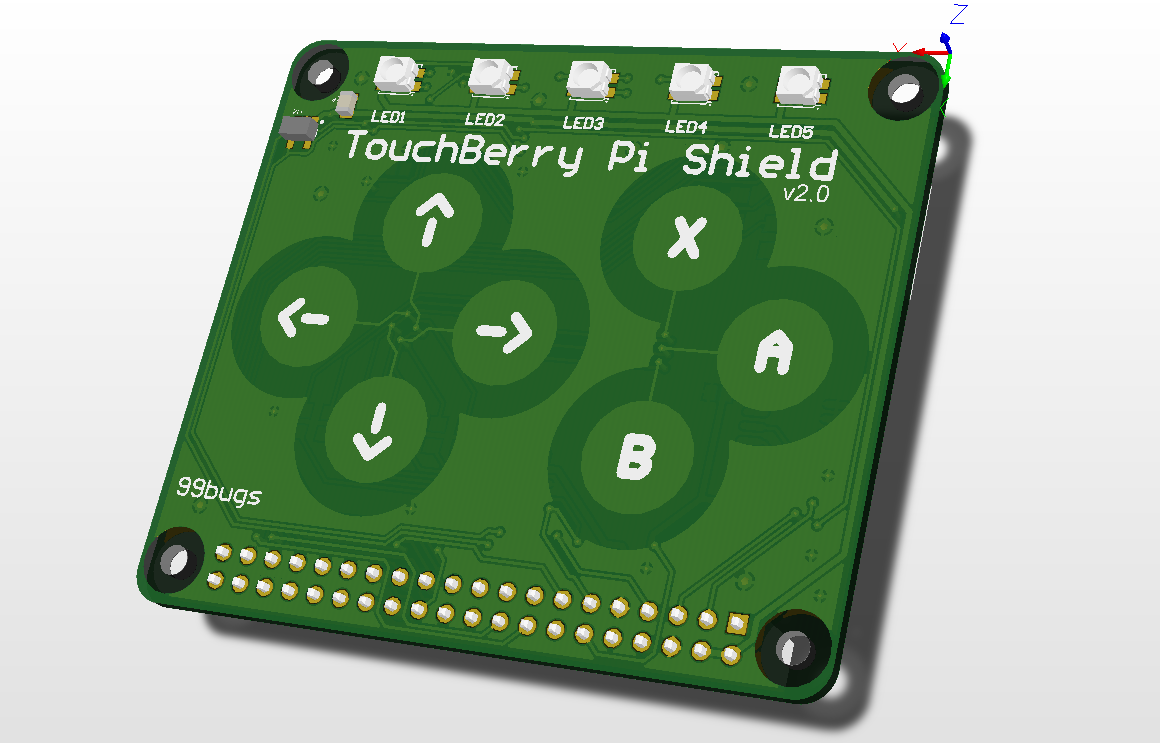 Z
X
LED1 LED2 LED3 LED4 LED5
TouchBerry Pi Shield
v2.0
↑ X
← → A
↓ B
99bugs